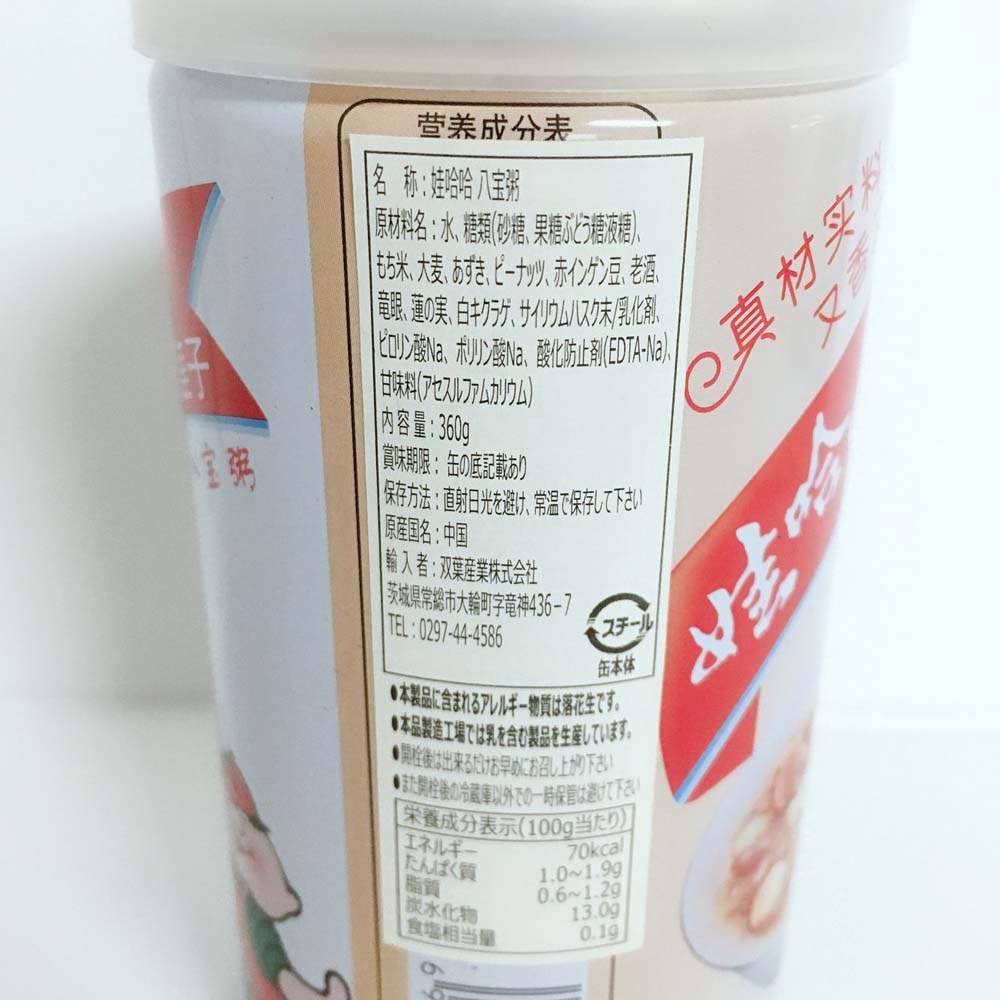 营养成分表
名 称：娃哈哈 八宝粥
原材料名：水、糖類(砂糖、果糖ぶどう糖液糖)、
もち米、大麦、あずき、ピーナッツ、赤インゲン豆、老酒、
竜眼、蓮の実、白キクラゲ、サイリウムハスク末/乳化剤、
ピロリン酸Na、ポリリン酸Na、酸化防止剤(EDTA-Na)、
甘味料(アセスルファムカリウム)
内容量：360g
賞味期限：缶の底記載あり
保存方法：直射日光を避け、常温で保存して下さい
原産国名：中国
輸入者：双葉産業株式会社
茨城県常総市大輪町字竜神436-7
TEL：0297-44-4586
スチール
缶本体
●本製品に含まれるアレルギー物質は落花生です。
●本品製造工場では乳を含む製品を生産しています。
●開栓後は出来るだけお早めにお召し上がり下さい
●また開栓後の冷蔵庫以外での一時保管は避けて下さい
栄養成分表示(100g当たり)
エネルギー 70kcal
たんぱく質 1.0~1.9g
脂質 0.6~1.2g
炭水化物 13.0g
食塩相当量 0.1g
真材实料
又香
娃哈哈
子
宝粥